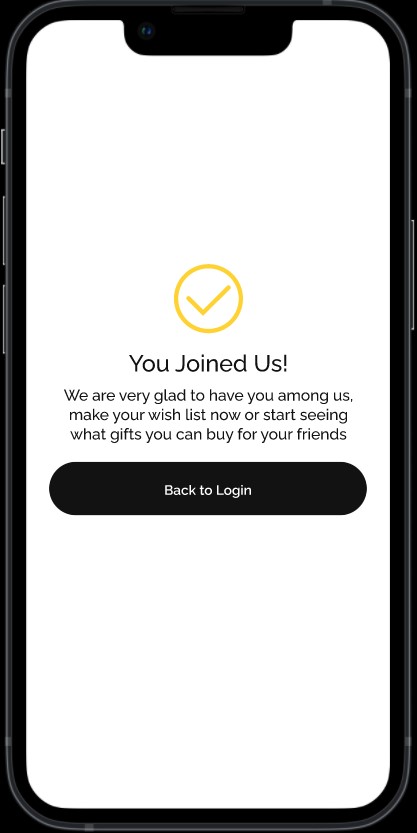 You Joined Us!
We are very glad to have you among us,
make your wish list now or start seeing
what gifts you can buy for your friends
Back to Login